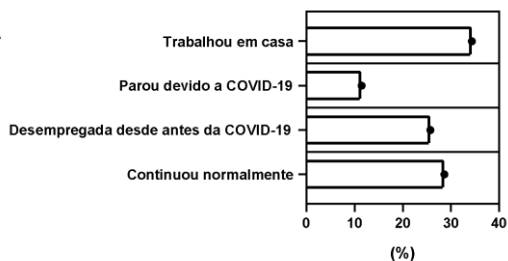 Trabalhou em casa
Parou devido a COVID-19
Desempregada desde antes da COVID-19
Continuou normalmente
0 10 20 30 40
(%)